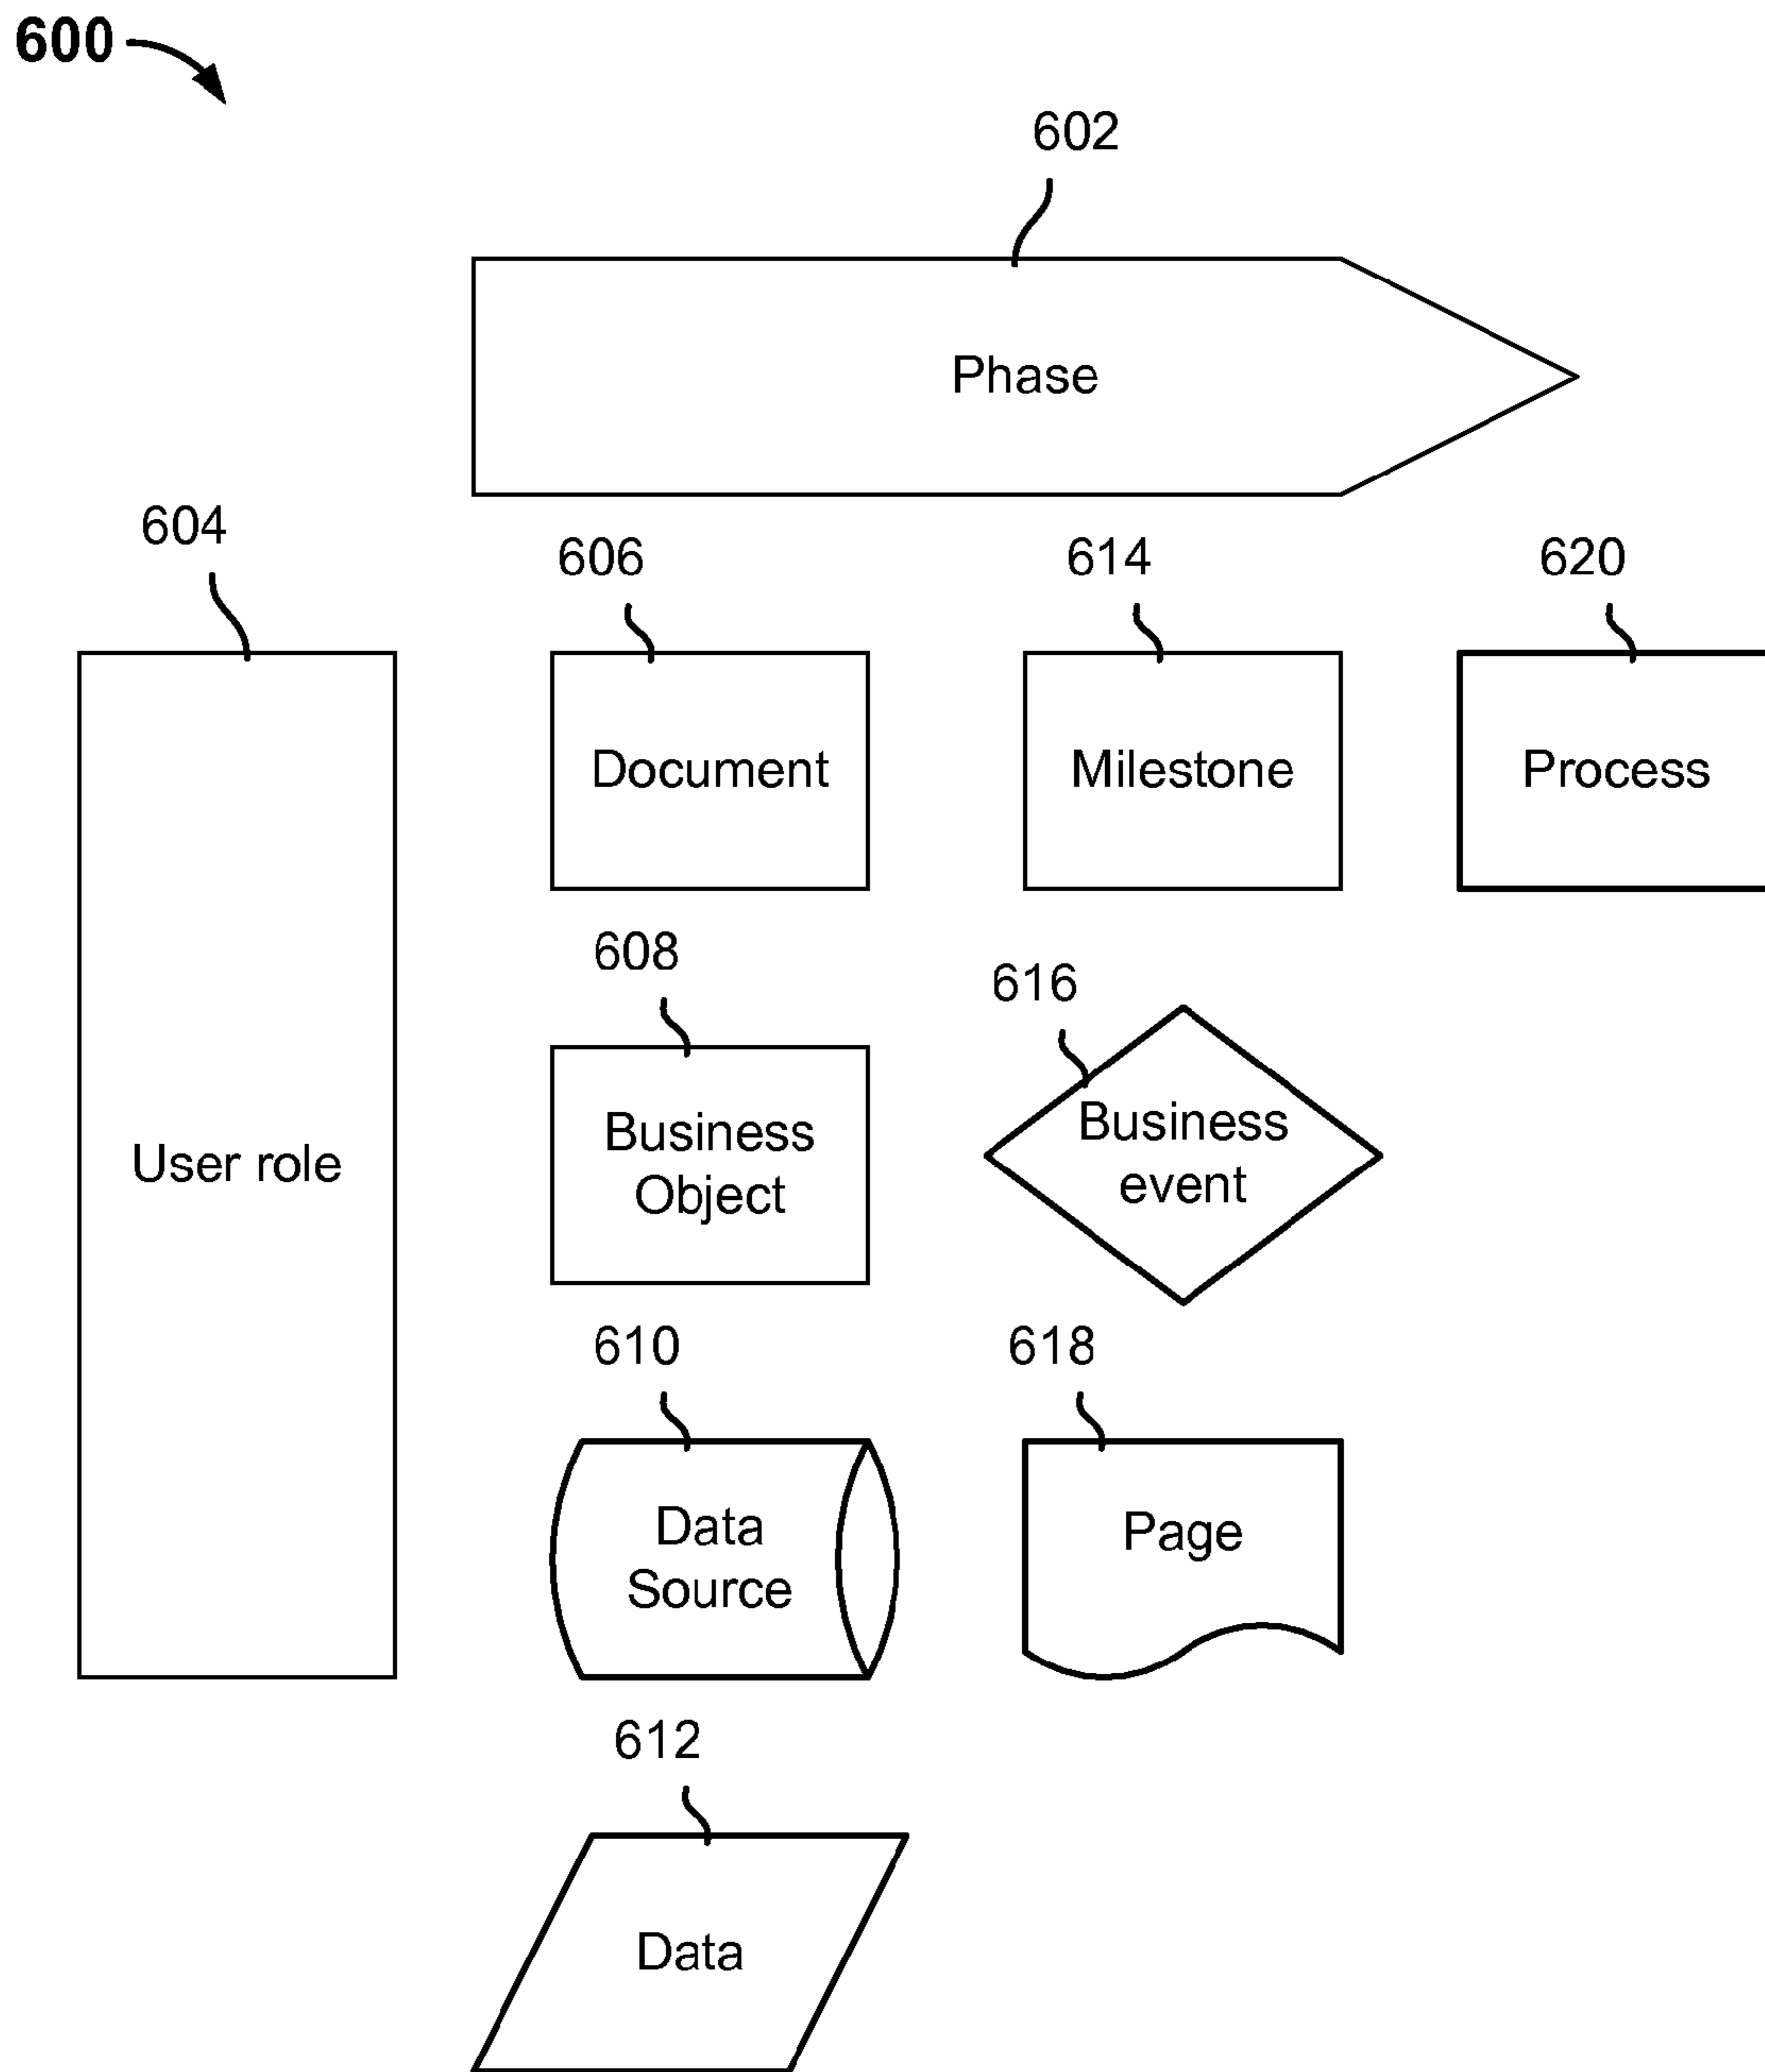 600
602
Phase
604
606
614
620
Document
Milestone
Process
608
616
Business
Object
Business
event
User role
610
618
Data
Source
Page
612
Data